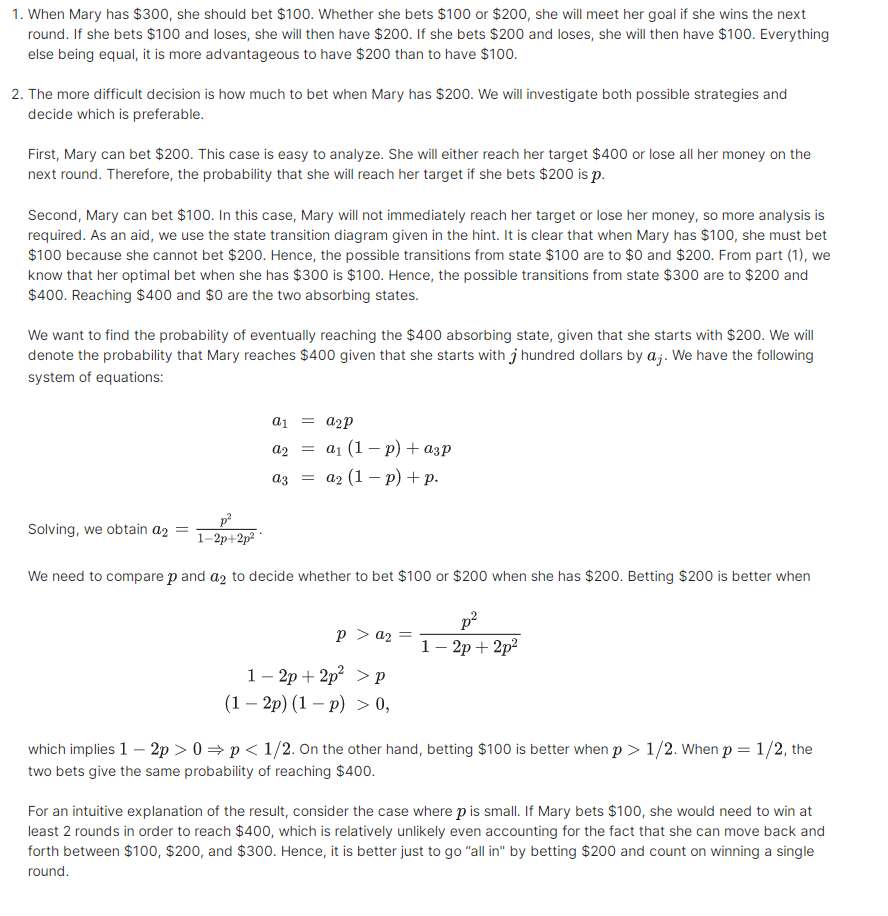 1. When Mary has $300, she should bet $100. Whether she bets $100 or $200, she will meet her goal if she wins the next
round. If she bets $100 and loses, she will then have $200. If she bets $200 and loses, she will then have $100. Everything
else being equal, it is more advantageous to have $200 than to have $100.
2. The more difficult decision is how much to bet when Mary has $200. We will investigate both possible strategies and
decide which is preferable.
First, Mary can bet $200. This case is easy to analyze. She will either reach her target $400 or lose all her money on the
next round. Therefore, the probability that she will reach her target if she bets $200 is p.
Second, Mary can bet $100. In this case, Mary will not immediately reach her target or lose her money, so more analysis is
required. As an aid, we use the state transition diagram given in the hint. It is clear that when Mary has $100, she must bet
$100 because she cannot bet $200. Hence, the possible transitions from state $100 are to $0 and $200. From part (1), we
know that her optimal bet when she has $300 is $100. Hence, the possible transitions from state $300 are to $200 and
$400. Reaching $400 and $0 are the two absorbing states.
We want to find the probability of eventually reaching the $400 absorbing state, given that she starts with $200. We will
denote the probability that Mary reaches $400 given that she starts with j hundred dollars by a_j. We have the following
system of equations:
a₁ = a₂p
a₂ = a₁ (1 − p) + a₃p
a₃ = a₂ (1 − p) + p.
Solving, we obtain a₂ = p²/(1−2p+2p²).
We need to compare p and a₂ to decide whether to bet $100 or $200 when she has $200. Betting $200 is better when
p > a₂ = p²/(1 − 2p + 2p²)
1 − 2p + 2p² > p
(1 − 2p) (1 − p) > 0,
which implies 1 − 2p > 0 ⇒ p < 1/2. On the other hand, betting $100 is better when p > 1/2. When p = 1/2, the
two bets give the same probability of reaching $400.
For an intuitive explanation of the result, consider the case where p is small. If Mary bets $100, she would need to win at
least 2 rounds in order to reach $400, which is relatively unlikely even accounting for the fact that she can move back and
forth between $100, $200, and $300. Hence, it is better just to go “all in" by betting $200 and count on winning a single
round.